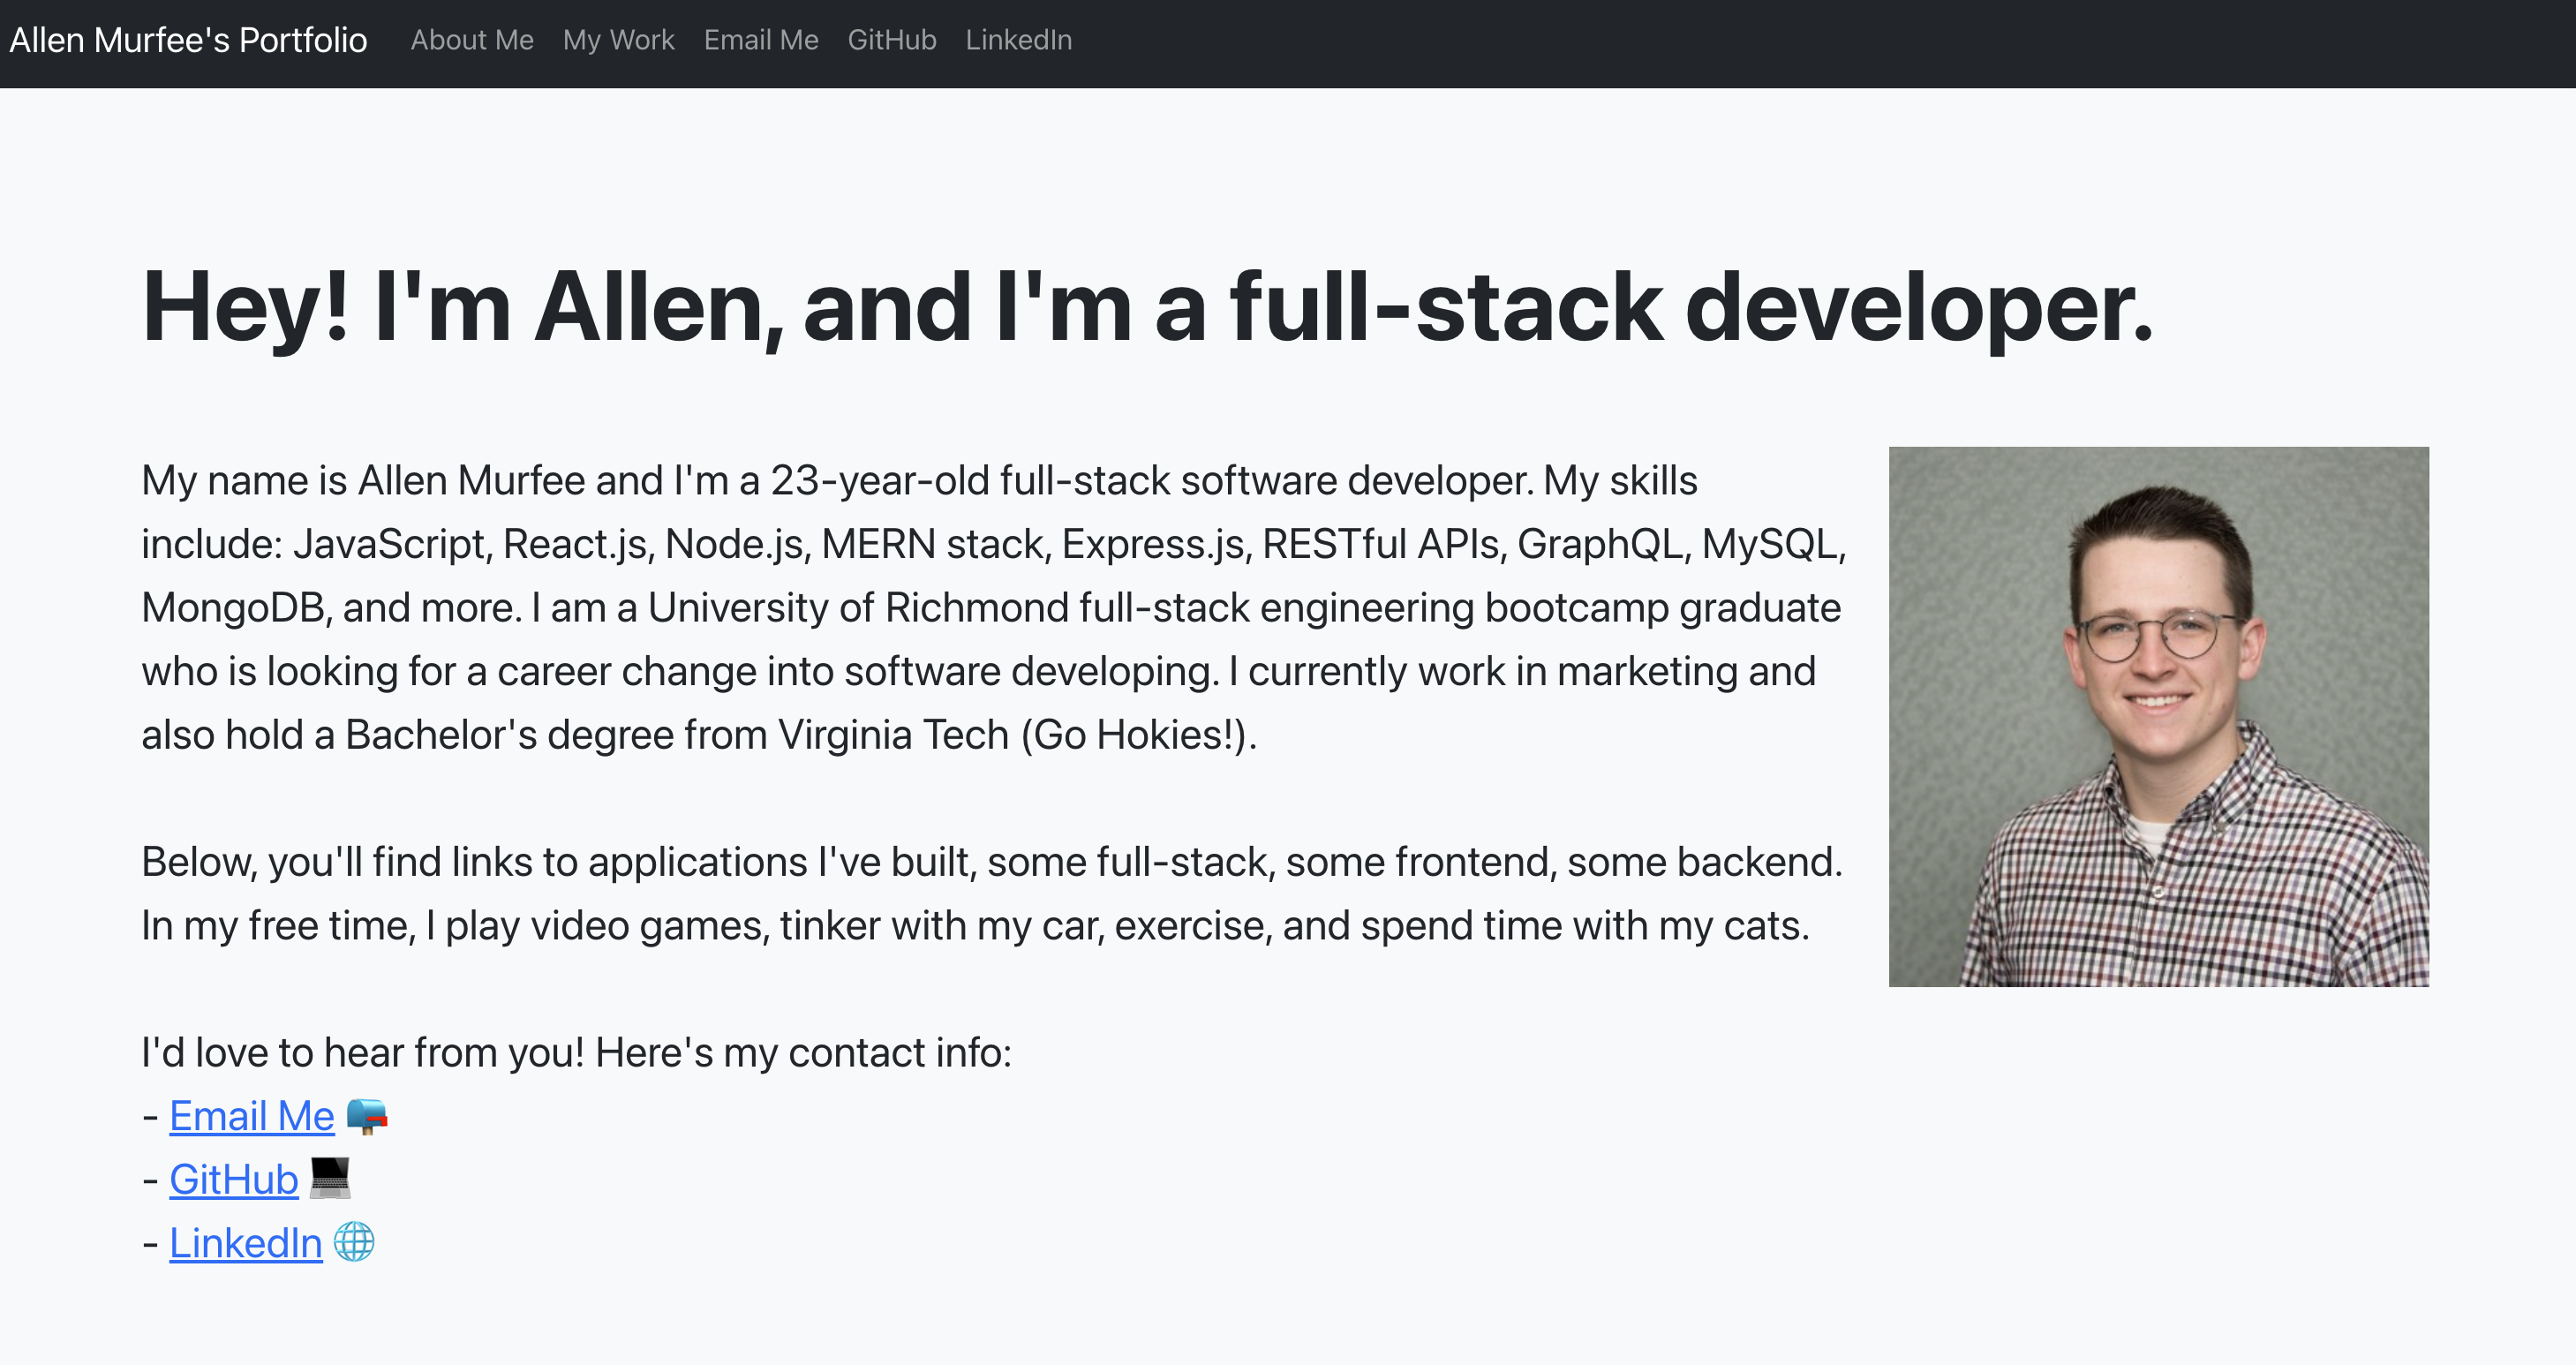 Allen Murfee's Portfolio About Me My Work Email Me GitHub LinkedIn
Hey! I'm Allen, and I'm a full-stack developer.
My name is Allen Murfee and I'm a 23-year-old full-stack software developer. My skills
include: JavaScript, React.js, Node.js, MERN stack, Express.js, RESTful APIs, GraphQL, MySQL,
MongoDB, and more. I am a University of Richmond full-stack engineering bootcamp graduate
who is looking for a career change into software developing. I currently work in marketing and
also hold a Bachelor's degree from Virginia Tech (Go Hokies!).
Below, you'll find links to applications I've built, some full-stack, some frontend, some backend.
In my free time, I play video games, tinker with my car, exercise, and spend time with my cats.
I'd love to hear from you! Here's my contact info:
- Email Me 📪
- GitHub 💻
- LinkedIn 🌐